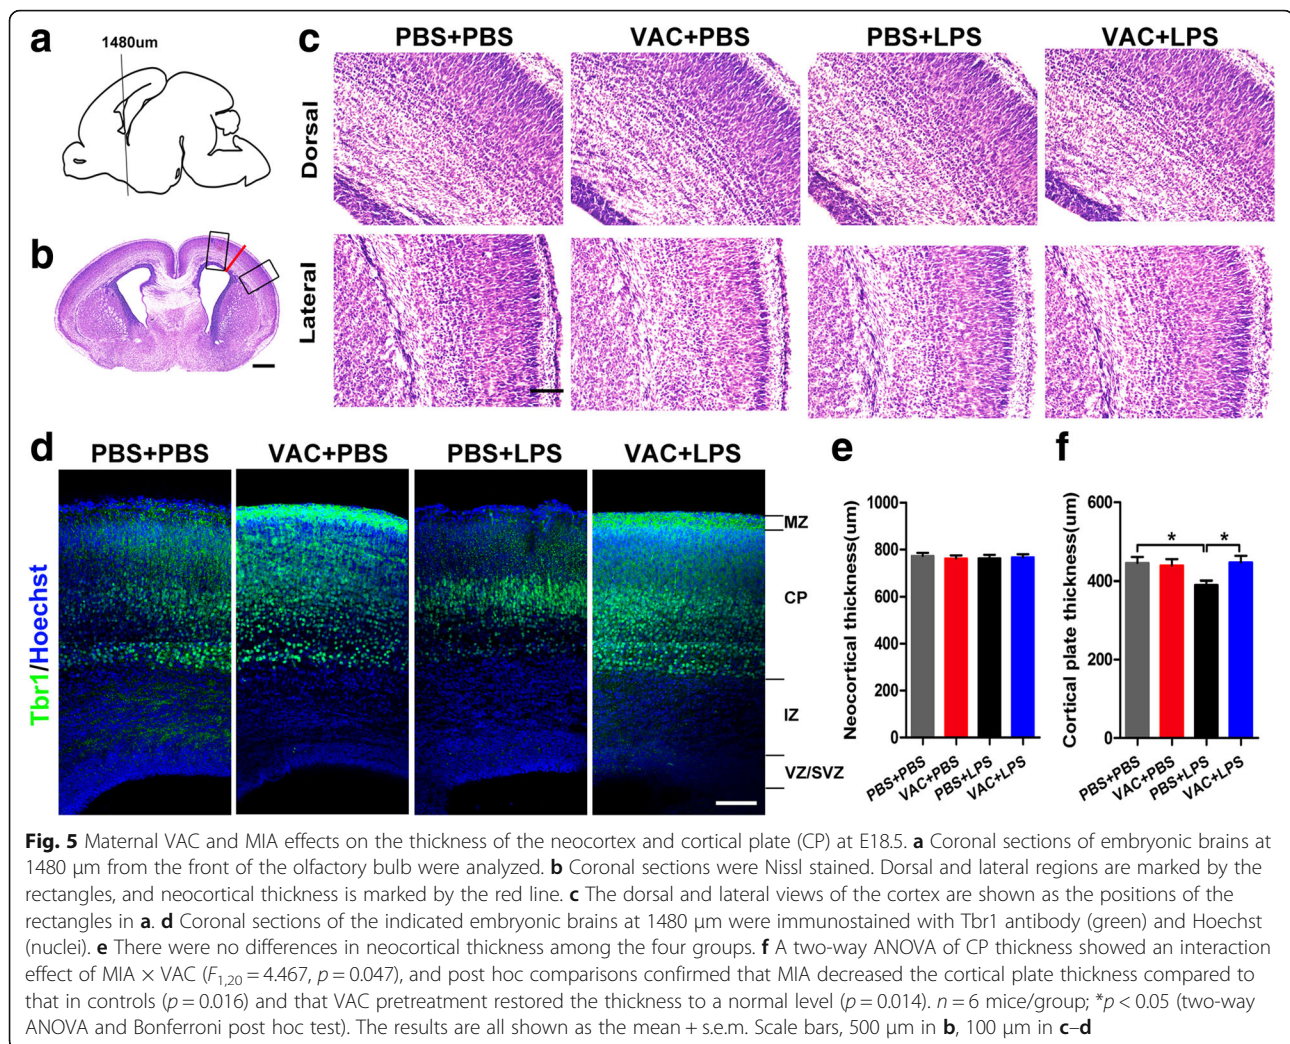 a
1480um
b
c
PBS+PBS VAC+PBS PBS+LPS VAC+LPS
Dorsal
Lateral
d
PBS+PBS VAC+PBS PBS+LPS VAC+LPS
Tbr1/Hoechst
MZ
CP
IZ
VZ/SVZ
e
Neocortical thickness(um)
1000
800
600
400
200
0
PBS+PBS VAC+PBS PBS+LPS VAC+LPS
f
Cortical plate thickness(um)
600
400
200
0
* *
PBS+PBS VAC+PBS PBS+LPS VAC+LPS
Fig. 5 Maternal VAC and MIA effects on the thickness of the neocortex and cortical plate (CP) at E18.5. a Coronal sections of embryonic brains at
1480 μm from the front of the olfactory bulb were analyzed. b Coronal sections were Nissl stained. Dorsal and lateral regions are marked by the
rectangles, and neocortical thickness is marked by the red line. c The dorsal and lateral views of the cortex are shown as the positions of the
rectangles in a. d Coronal sections of the indicated embryonic brains at 1480 μm were immunostained with Tbr1 antibody (green) and Hoechst
(nuclei). e There were no differences in neocortical thickness among the four groups. f A two-way ANOVA of CP thickness showed an interaction
effect of MIA × VAC (F1,20 = 4.467, p = 0.047), and post hoc comparisons confirmed that MIA decreased the cortical plate thickness compared to
that in controls (p = 0.016) and that VAC pretreatment restored the thickness to a normal level (p = 0.014). n = 6 mice/group; *p < 0.05 (two-way
ANOVA and Bonferroni post hoc test). The results are all shown as the mean + s.e.m. Scale bars, 500 μm in b, 100 μm in c–d